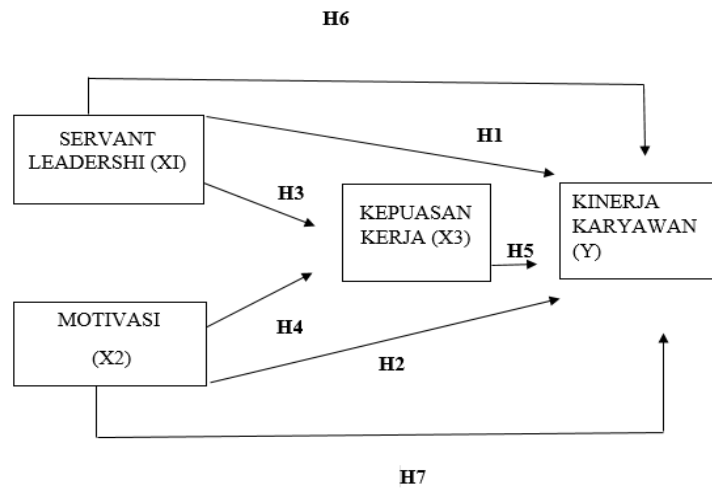 H6
SERVANT
LEADERSHI (XI)
H1
H3
KEPUASAN
KERJA (X3)
KINERJA
KARYAWAN
(Y)
H5
MOTIVASI
(X2)
H4
H2
H7